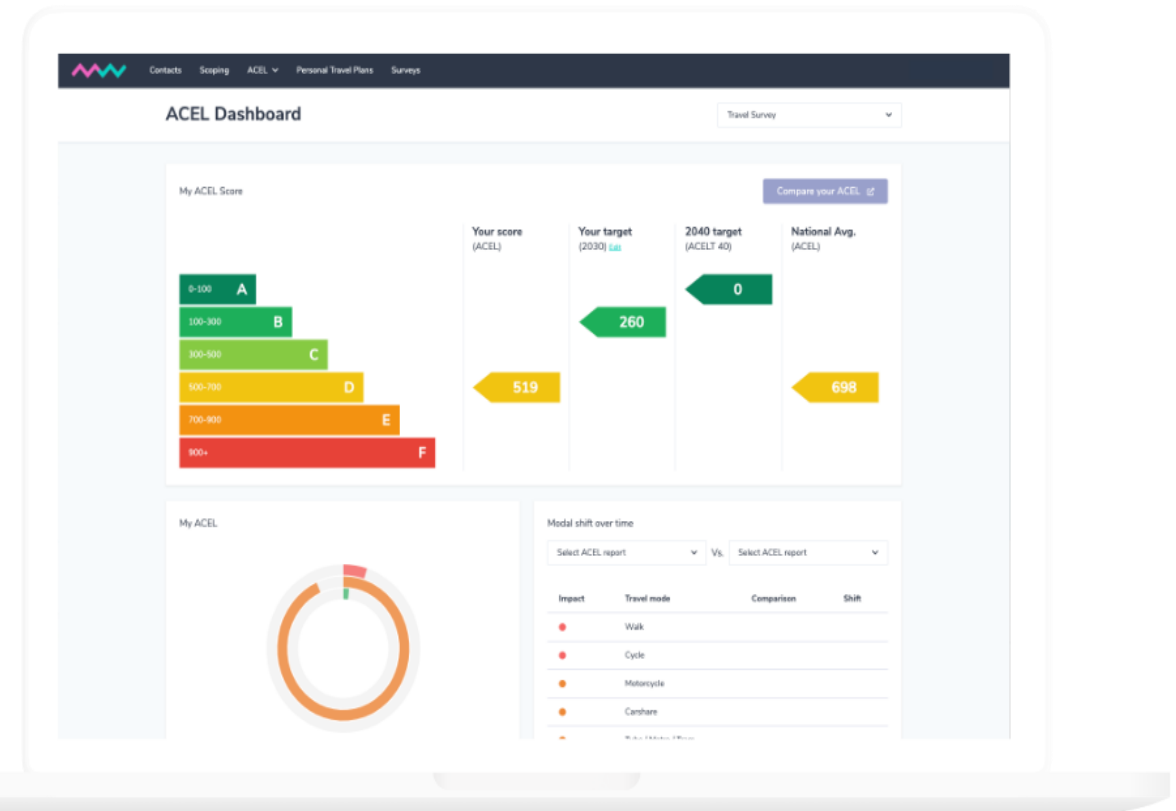 Contacts Scoping ACEL Personal Travel Plans Surveys
ACEL Dashboard
Travel Survey
My ACEL Score
Compare your ACEL
Your score
(ACEL)
Your target
(2030) Edit
2040 target
(ACELT 40)
National Avg.
(ACEL)
0-100 A
0
100-300 B
260
300-500 C
500-700 D
519
698
700-900 E
900+ F
My ACEL
Modal shift over time
Select ACEL report Vs. Select ACEL report
Impact Travel mode Comparison Shift
Walk
Cycle
Motorcycle
Carshare